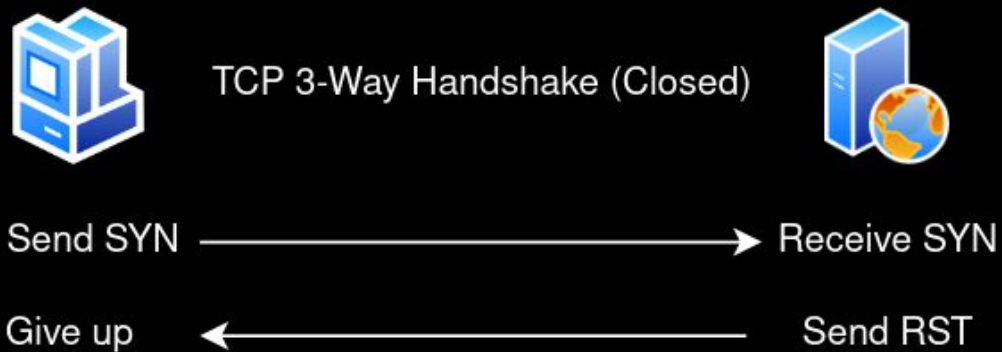 TCP 3-Way Handshake (Closed)
Send SYN Receive SYN
Give up Send RST